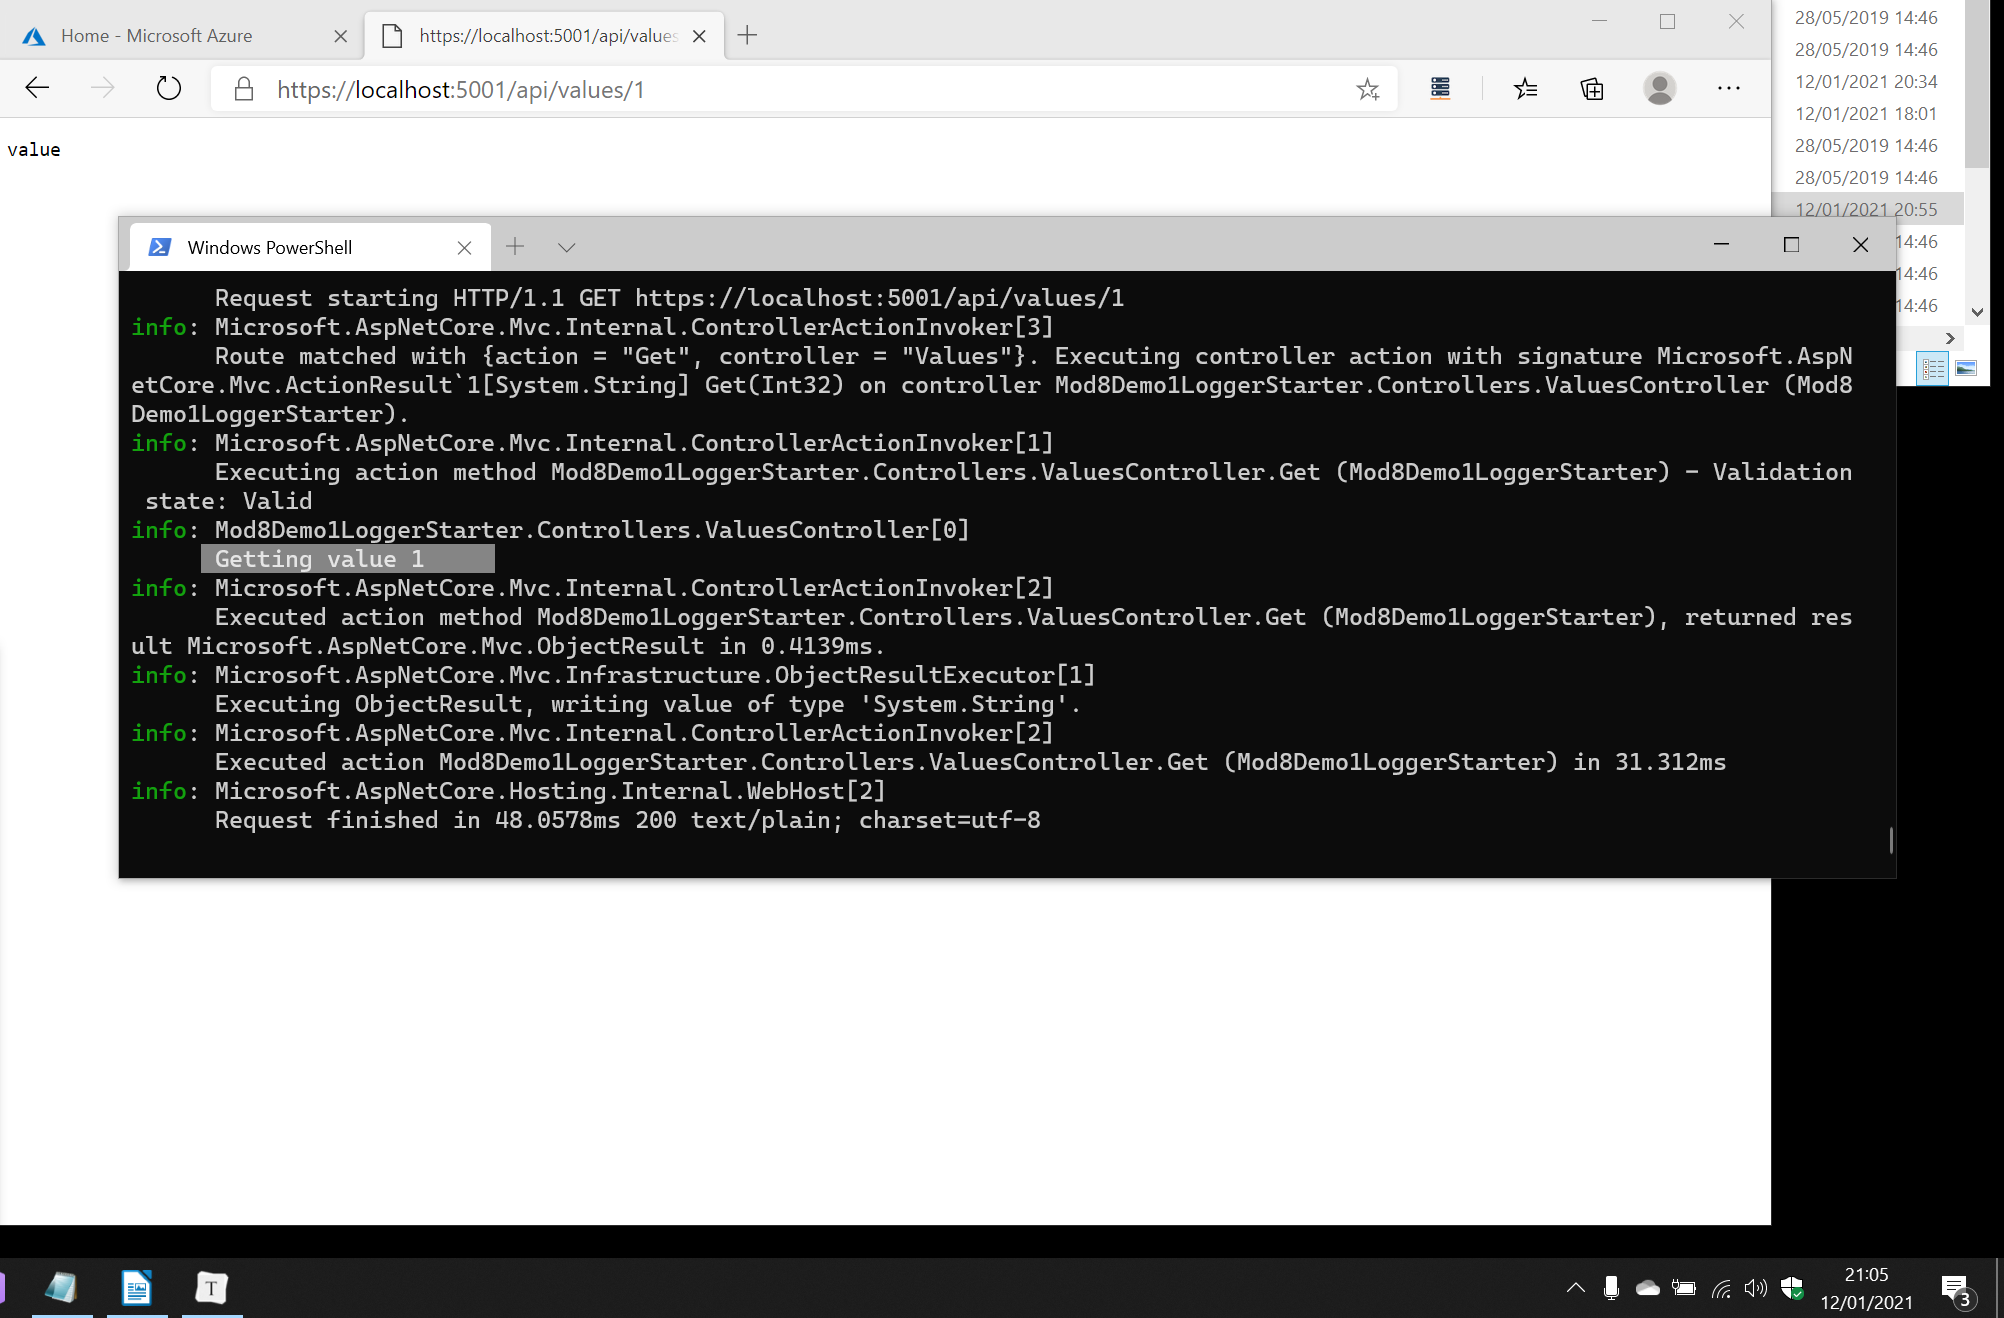 Home - Microsoft Azure
https://localhost:5001/api/values
https://localhost:5001/api/values/1
value
28/05/2019 14:46
28/05/2019 14:46
12/01/2021 20:34
12/01/2021 18:01
28/05/2019 14:46
28/05/2019 14:46
12/01/2021 20:55
14:46
14:46
14:46
Windows PowerShell
Request starting HTTP/1.1 GET https://localhost:5001/api/values/1
info: Microsoft.AspNetCore.Mvc.Internal.ControllerActionInvoker[3]
Route matched with {action = "Get", controller = "Values"}. Executing controller action with signature Microsoft.AspN
etCore.Mvc.ActionResult`1[System.String] Get(Int32) on controller Mod8Demo1LoggerStarter.Controllers.ValuesController (Mod8
Demo1LoggerStarter).
info: Microsoft.AspNetCore.Mvc.Internal.ControllerActionInvoker[1]
Executing action method Mod8Demo1LoggerStarter.Controllers.ValuesController.Get (Mod8Demo1LoggerStarter) - Validation
state: Valid
info: Mod8Demo1LoggerStarter.Controllers.ValuesController[0]
Getting value 1
info: Microsoft.AspNetCore.Mvc.Internal.ControllerActionInvoker[2]
Executed action method Mod8Demo1LoggerStarter.Controllers.ValuesController.Get (Mod8Demo1LoggerStarter), returned res
ult Microsoft.AspNetCore.Mvc.ObjectResult in 0.4139ms.
info: Microsoft.AspNetCore.Mvc.Infrastructure.ObjectResultExecutor[1]
Executing ObjectResult, writing value of type 'System.String'.
info: Microsoft.AspNetCore.Mvc.Internal.ControllerActionInvoker[2]
Executed action Mod8Demo1LoggerStarter.Controllers.ValuesController.Get (Mod8Demo1LoggerStarter) in 31.312ms
info: Microsoft.AspNetCore.Hosting.Internal.WebHost[2]
Request finished in 48.0578ms 200 text/plain; charset=utf-8
T
21:05
12/01/2021
3